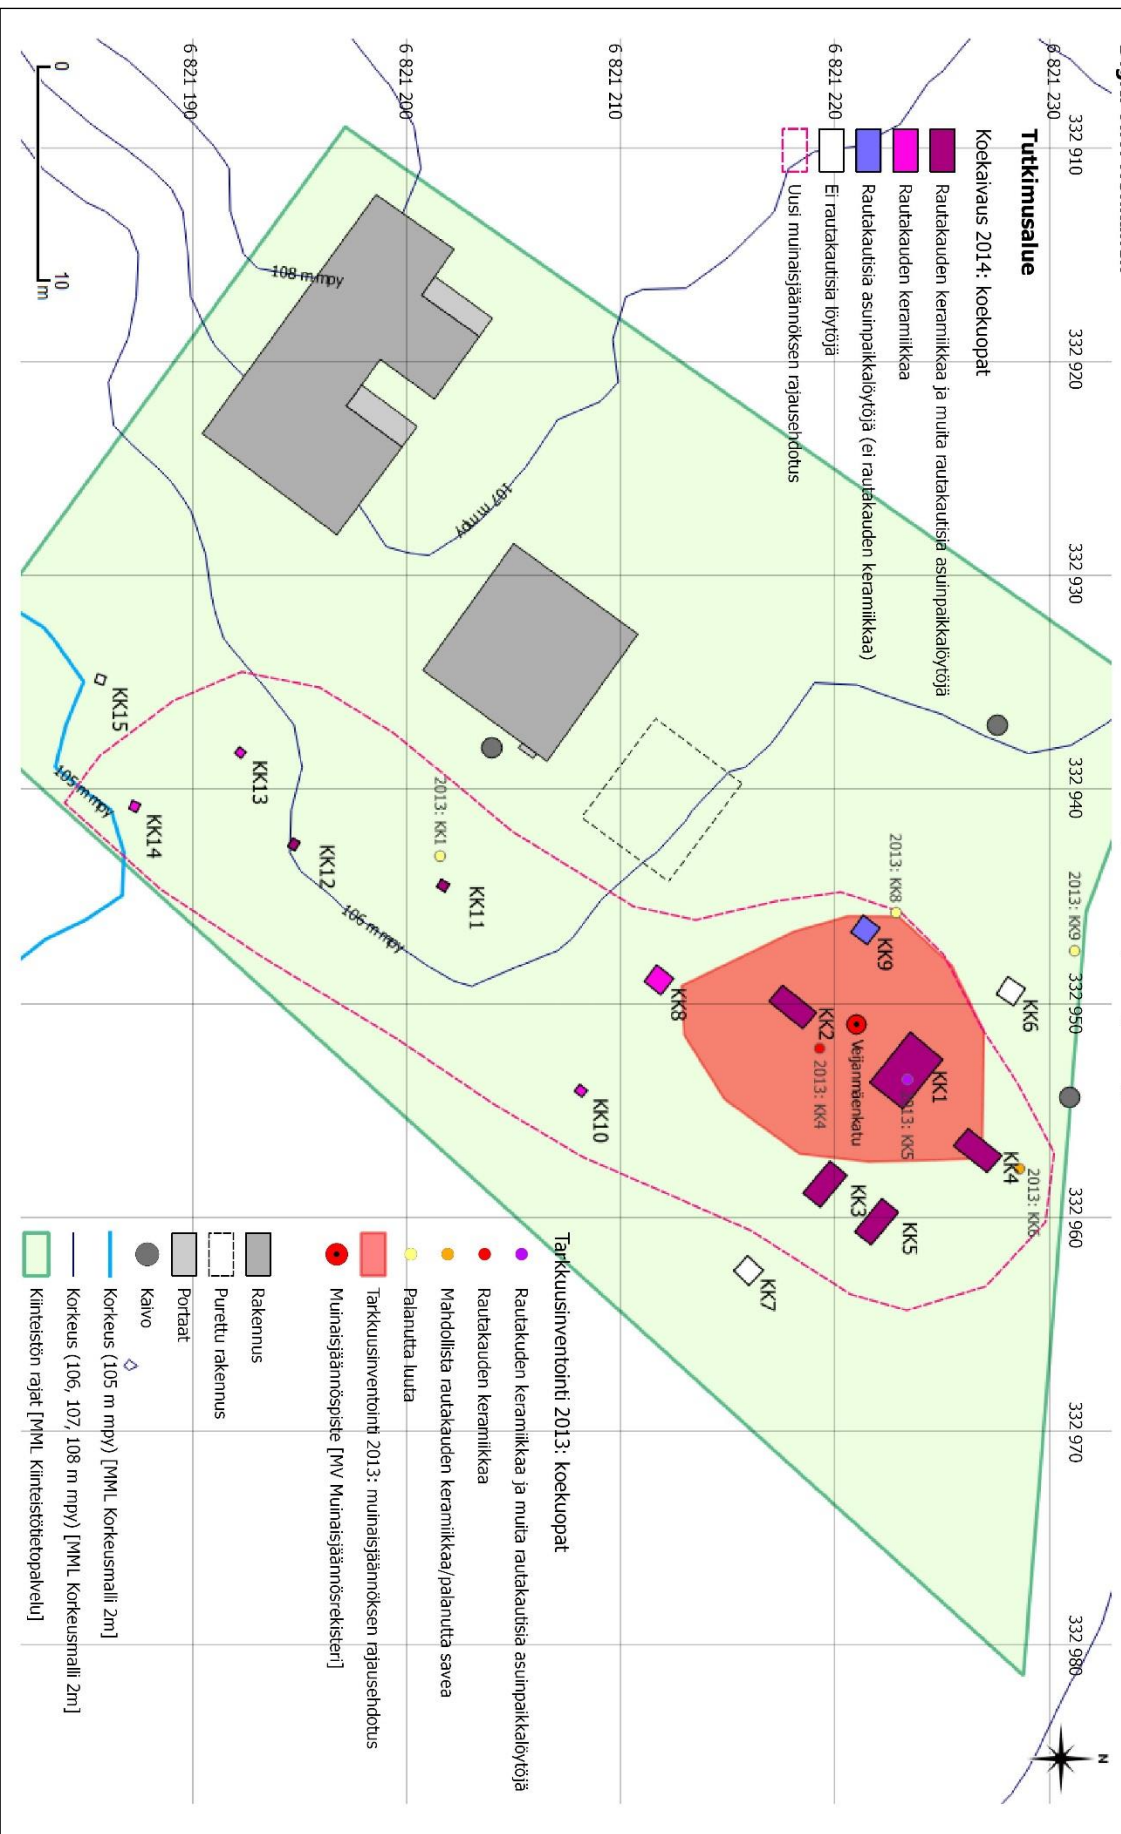 332 910
332 920
332 930
332 940
332 950
332 960
332 970
332 980
6 821 230
6 821 220
6 821 210
6 821 200
6 821 190
N
Tutkimusalue
Koekaivaus 2014: koekuopat
Rautakauden keramiikkaa ja muita rautakautisia asuinpaikkalöytöjä
Rautakauden keramiikkaa
Rautakautisia asuinpaikkalöytöjä (ei rautakauden keramiikkaa)
Ei rautakautisia löytöjä
Uusi muinaisjäännöksen rajausehdotus
2013: KK9
KK6
2013: KK6
KK4
KK1
2013: KK8
KK9
2013: KK5
KK5
Veijanmäenkatu
KK3
KK2
2013: KK4
KK7
KK8
KK10
107 m mpy
KK11
2013: KK1
106 m mpy
108 m mpy
KK12
KK13
KK14
KK15
105 m mpy
Tarkkuusinventointi 2013: koekuopat
Rautakuden keramiikkaa ja muita rautakautisia asuinpaikkalöytöjä
Rautakauden keramiikkaa
Mahdollista rautakauden keramiikkaa/palanutta savea
Palanutta luuta
Tarkkuusinventointi 2013: muinaisjäännöksen rajausehdotus
Muinaisjäännöspiste [MV Muinaisjäännösrekisteri]
Rakennus
Purettu rakennus
Portaat
Kaivo
Korkeus (105 m mpy) [MML Korkeusmalli 2m]
Korkeus (106, 107, 108 m mpy) [MML Korkeusmalli 2m]
Kiinteistön rajat [MML Kiinteistötietopalvelu]
0
10
m